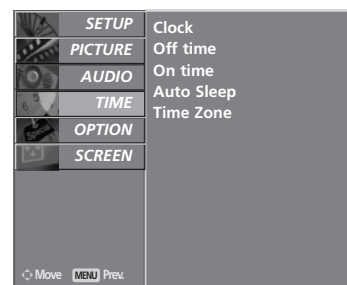 SETUP
PICTURE
AUDIO
TIME
OPTION
SCREEN
Clock
Off time
On time
Auto Sleep
Time Zone
Move MENU Prev.